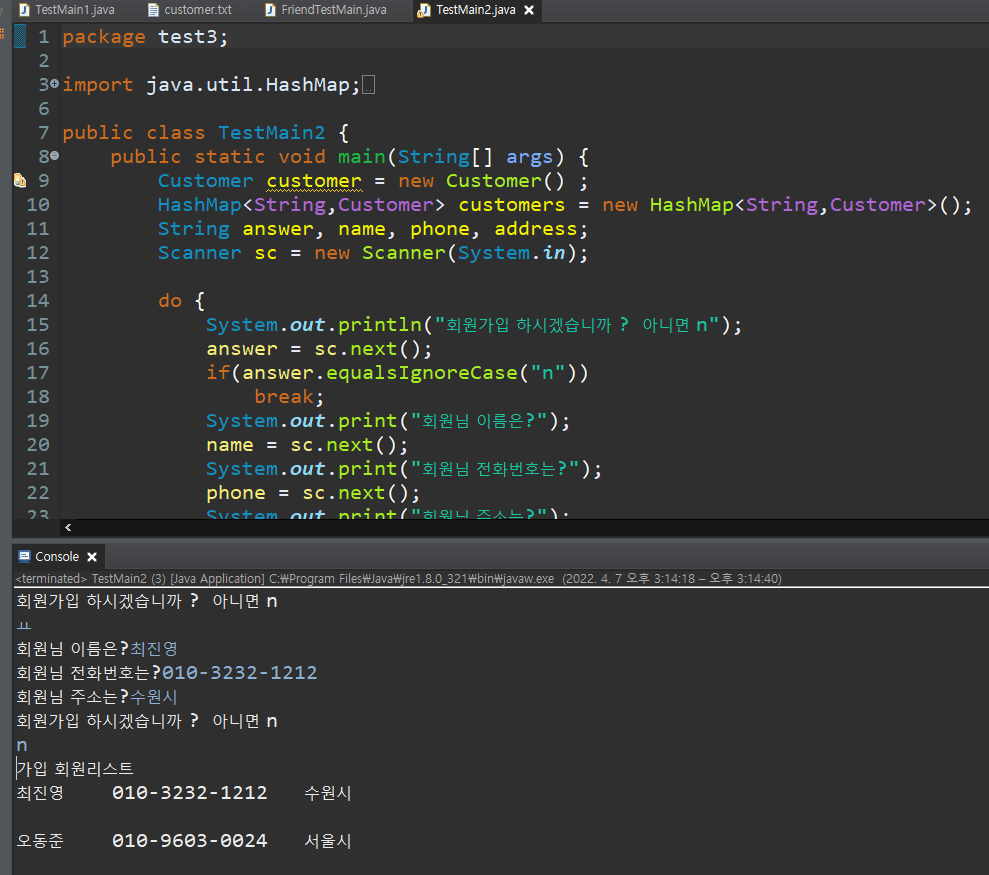 TestMain1.java customer.txt FriendTestMain.java TestMain2.java
1 package test3;
2
3 import java.util.HashMap;
6
7 public class TestMain2 {
8 public static void main(String[] args) {
9 Customer customer = new Customer() ;
10 HashMap<String,Customer> customers = new HashMap<String,Customer>();
11 String answer, name, phone, address;
12 Scanner sc = new Scanner(System.in);
13
14 do {
15 System.out.println("회원가입 하시겠습니까 ? 아니면 n");
16 answer = sc.next();
17 if(answer.equalsIgnoreCase("n"))
18 break;
19 System.out.print("회원님 이름은?");
20 name = sc.next();
21 System.out.print("회원님 전화번호는?");
22 phone = sc.next();
23 System.out.print("회원님 주소는?");
Console
<terminated> TestMain2 (3) [Java Application] C:₩Program Files₩Java₩jre1.8.0_321₩bin₩javaw.exe (2022. 4. 7 오후 3:14:18 – 오후 3:14:40)
회원가입 하시겠습니까 ? 아니면 n
ㅛ
회원님 이름은?최진영
회원님 전화번호는?010-3232-1212
회원님 주소는?수원시
회원가입 하시겠습니까 ? 아니면 n
n
가입 회원리스트
최진영 010-3232-1212 수원시
오동준 010-9603-0024 서울시